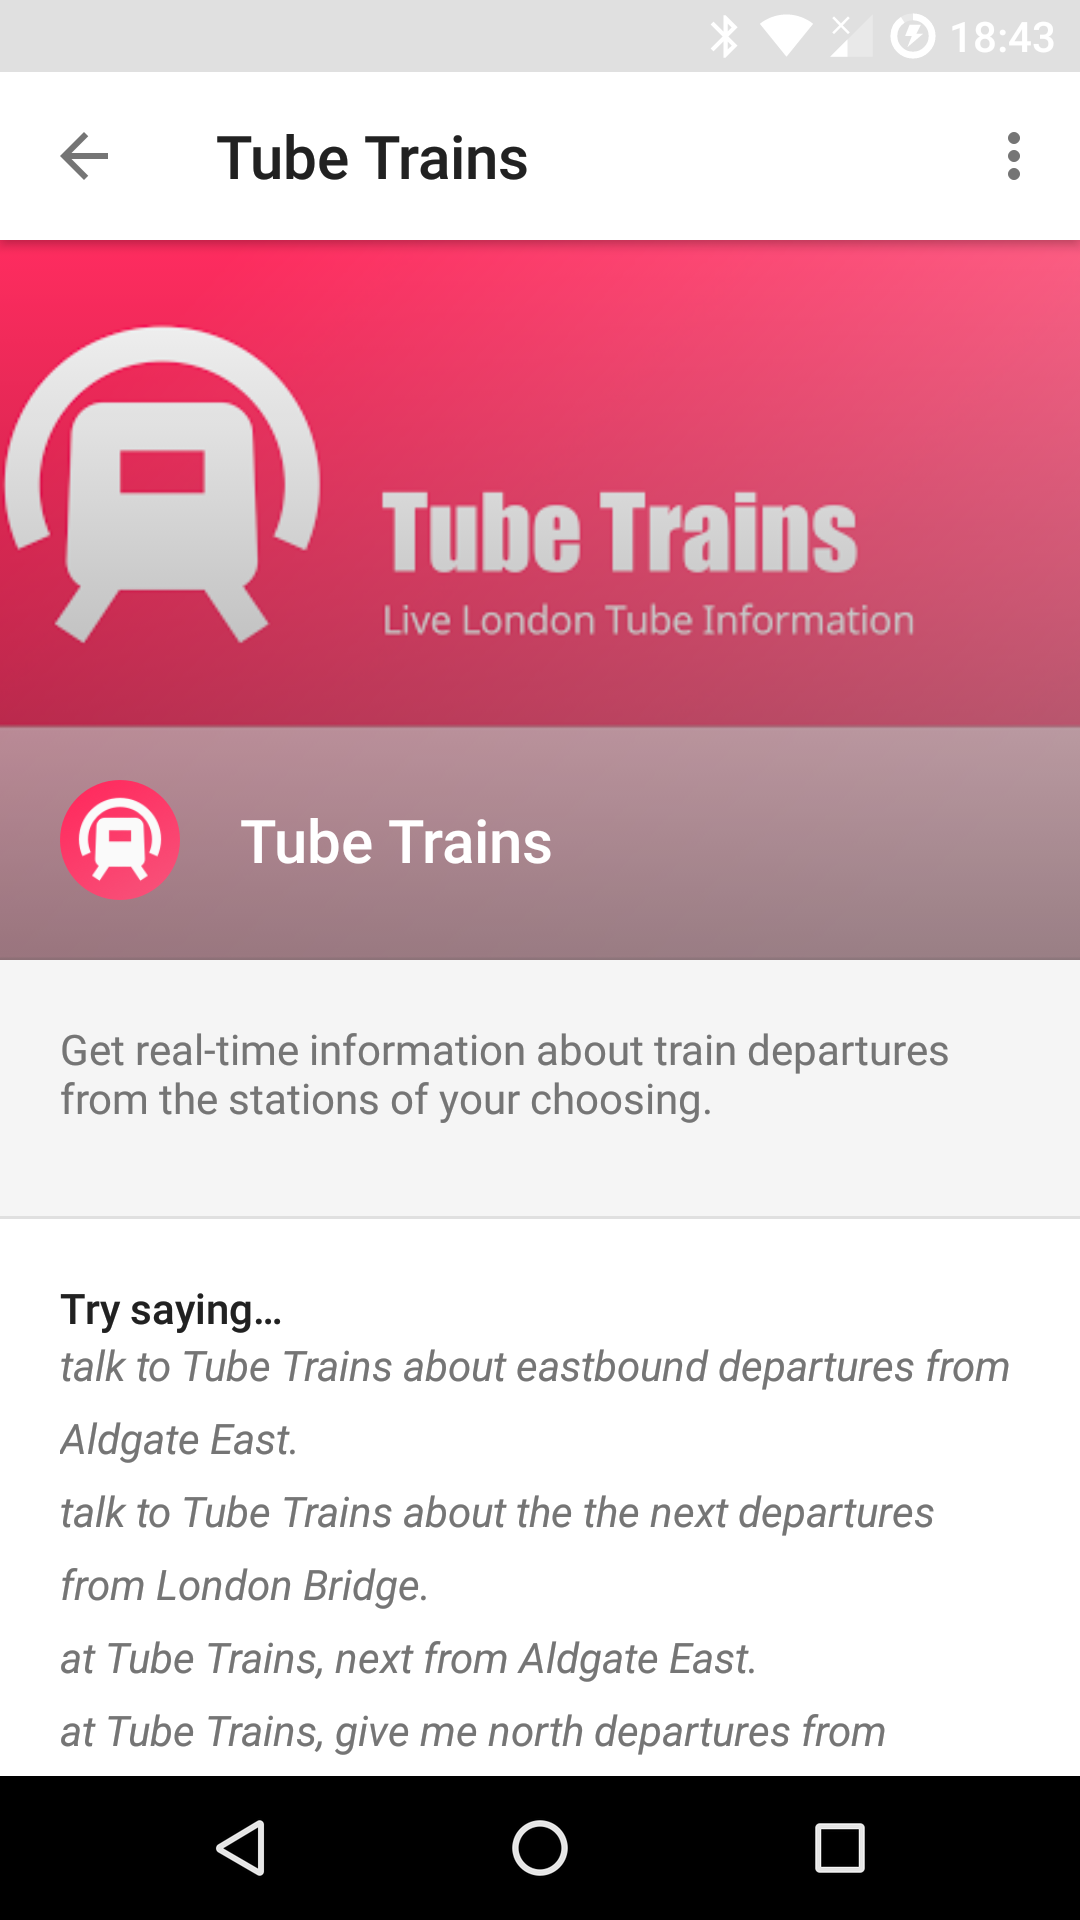 18:43
Tube Trains
Tube Trains
Live London Tube Information
Tube Trains
Get real-time information about train departures
from the stations of your choosing.
Try saying...
talk to Tube Trains about eastbound departures from
Aldgate East.
talk to Tube Trains about the the next departures
from London Bridge.
at Tube Trains, next from Aldgate East.
at Tube Trains, give me north departures from